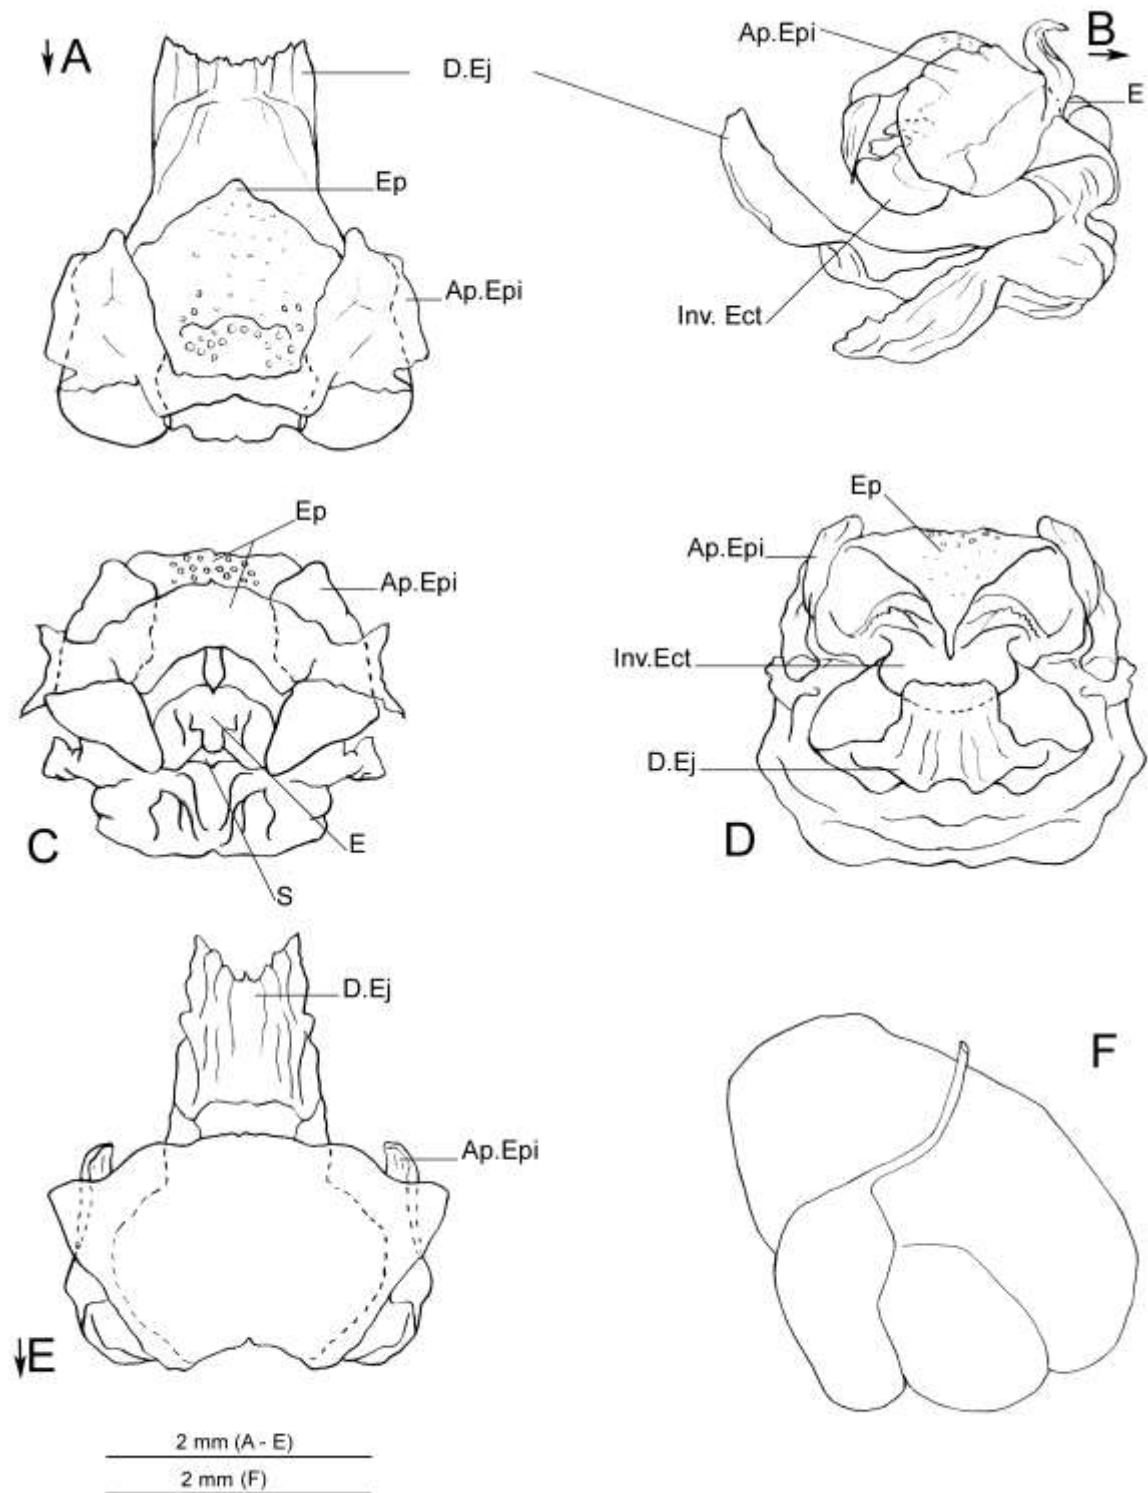 A
D.Ej
Ep
Ap.Epi
B
Ap.Epi
E
Inv. Ect
C
Ep
Ap.Epi
E
S
D
Ep
Ap.Epi
Inv.Ect
D.Ej
E
D.Ej
Ap.Epi
F
2 mm (A - E)
2 mm (F)